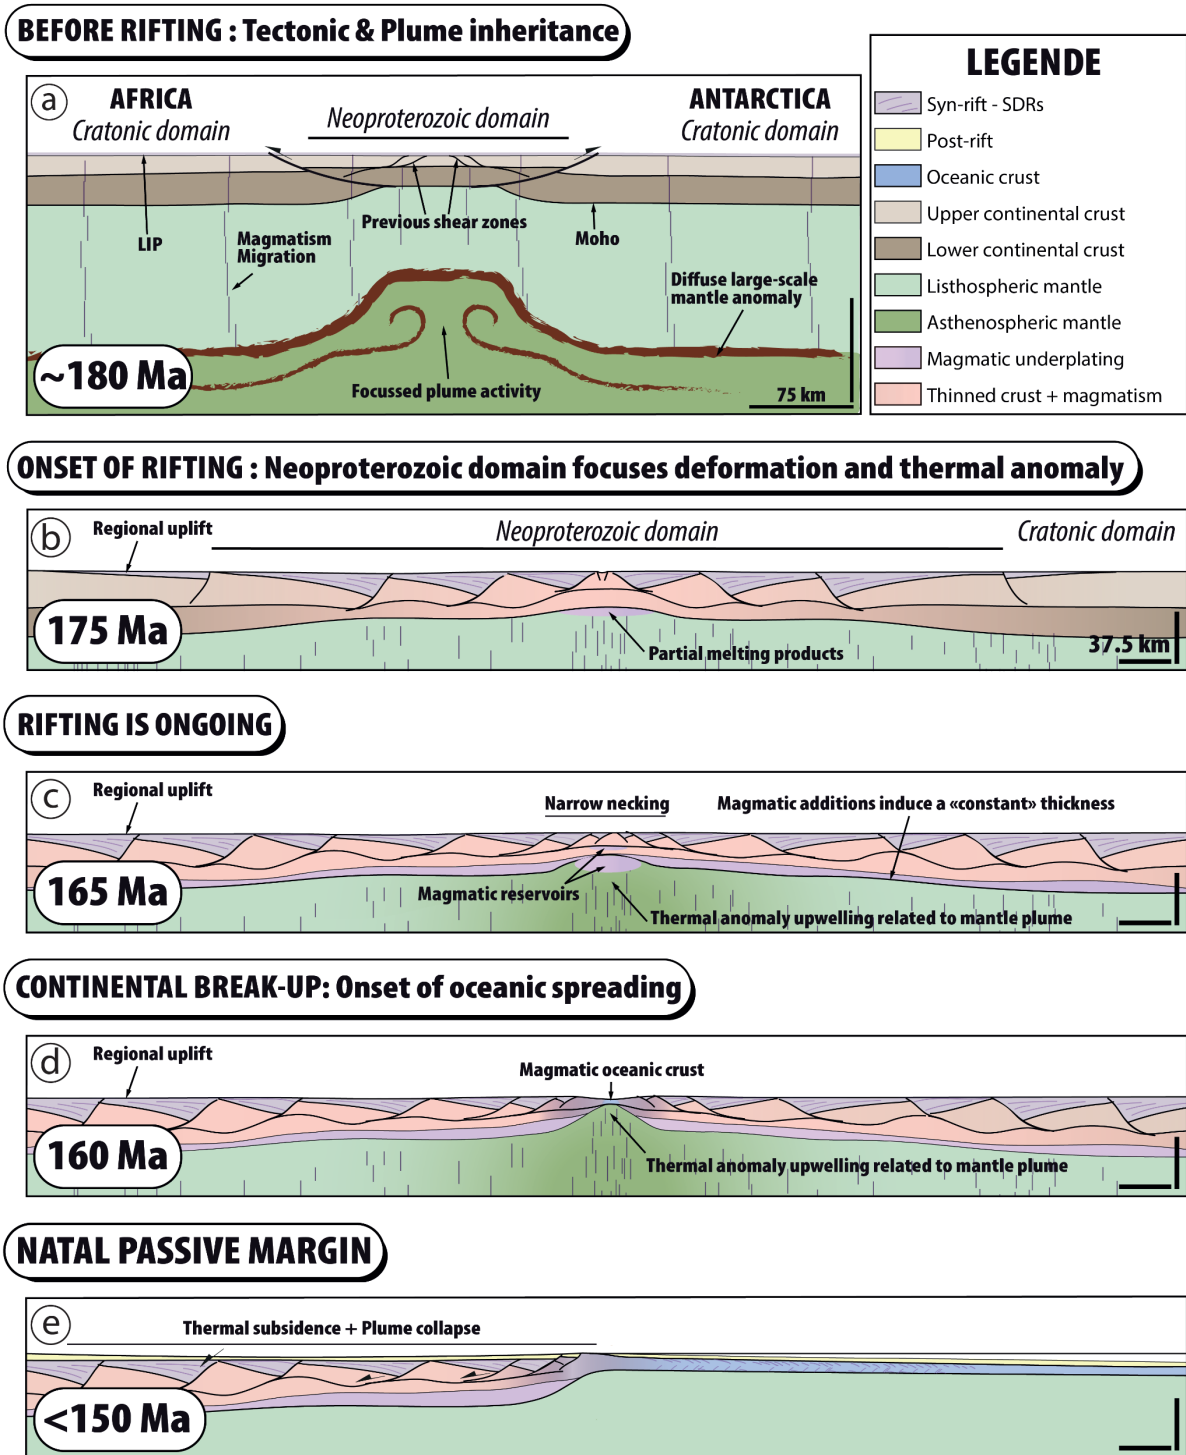 BEFORE RIFTING : Tectonic & Plume inheritance
a
AFRICA
Cratonic domain
Neoproterozoic domain
ANTARCTICA
Cratonic domain
Previous shear zones
LIP
Magmatism
Migration
Moho
Diffuse large-scale
mantle anomaly
~180 Ma
Focussed plume activity
75 km
LEGENDE
Syn-rift - SDRs
Post-rift
Oceanic crust
Upper continental crust
Lower continental crust
Listhospheric mantle
Asthenospheric mantle
Magmatic underplating
Thinned crust + magmatism
ONSET OF RIFTING : Neoproterozoic domain focuses deformation and thermal anomaly
b
Regional uplift
Neoproterozoic domain
Cratonic domain
175 Ma
Partial melting products
37.5 km
RIFTING IS ONGOING
c
Regional uplift
Narrow necking
Magmatic additions induce a «constant» thickness
165 Ma
Magmatic reservoirs
Thermal anomaly upwelling related to mantle plume
CONTINENTAL BREAK-UP: Onset of oceanic spreading
d
Regional uplift
Magmatic oceanic crust
160 Ma
Thermal anomaly upwelling related to mantle plume
NATAL PASSIVE MARGIN
e
Thermal subsidence + Plume collapse
<150 Ma